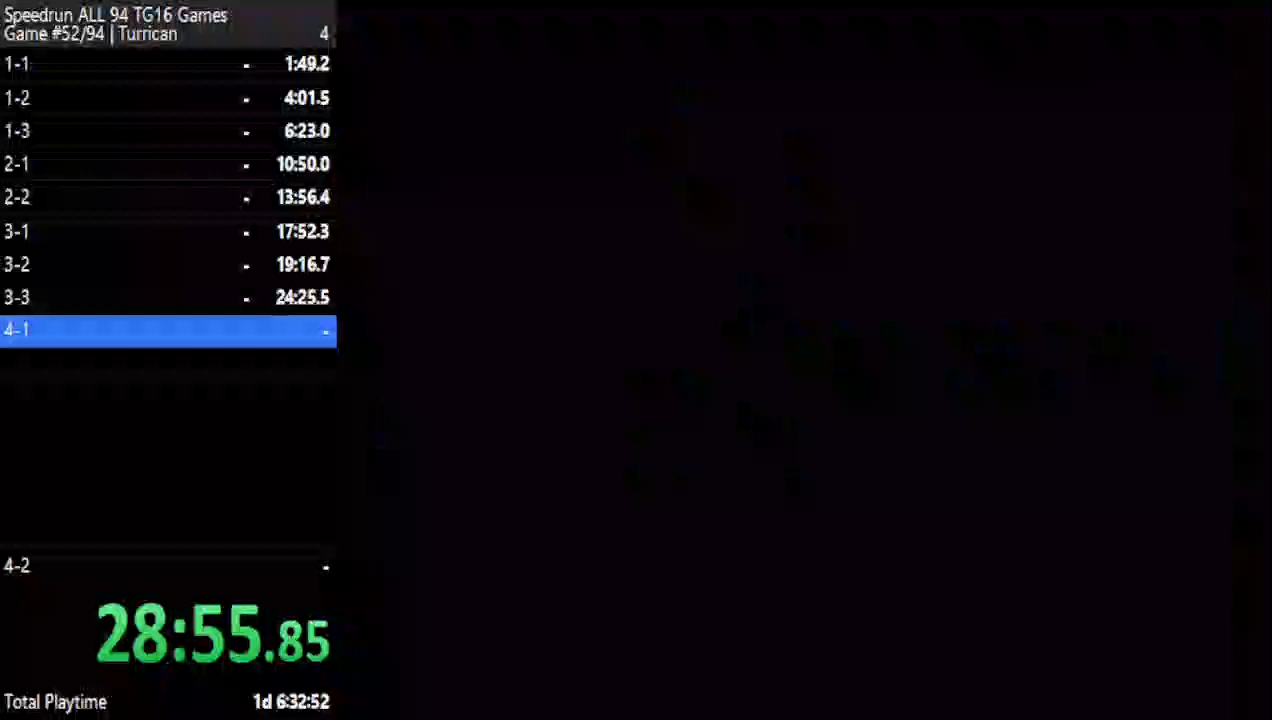 Speedrun ALL 94 TG16 Games
Game #52/94 | Turrican 4
1-1 - 1:49.2
1-2 - 4:01.5
1-3 - 6:23.0
2-1 - 10:50.0
2-2 - 13:56.4
3-1 - 17:52.3
3-2 - 19:16.7
3-3 - 24:25.5
4-1 -
4-2 -
28:55.85
Total Playtime 1d 6:32:52